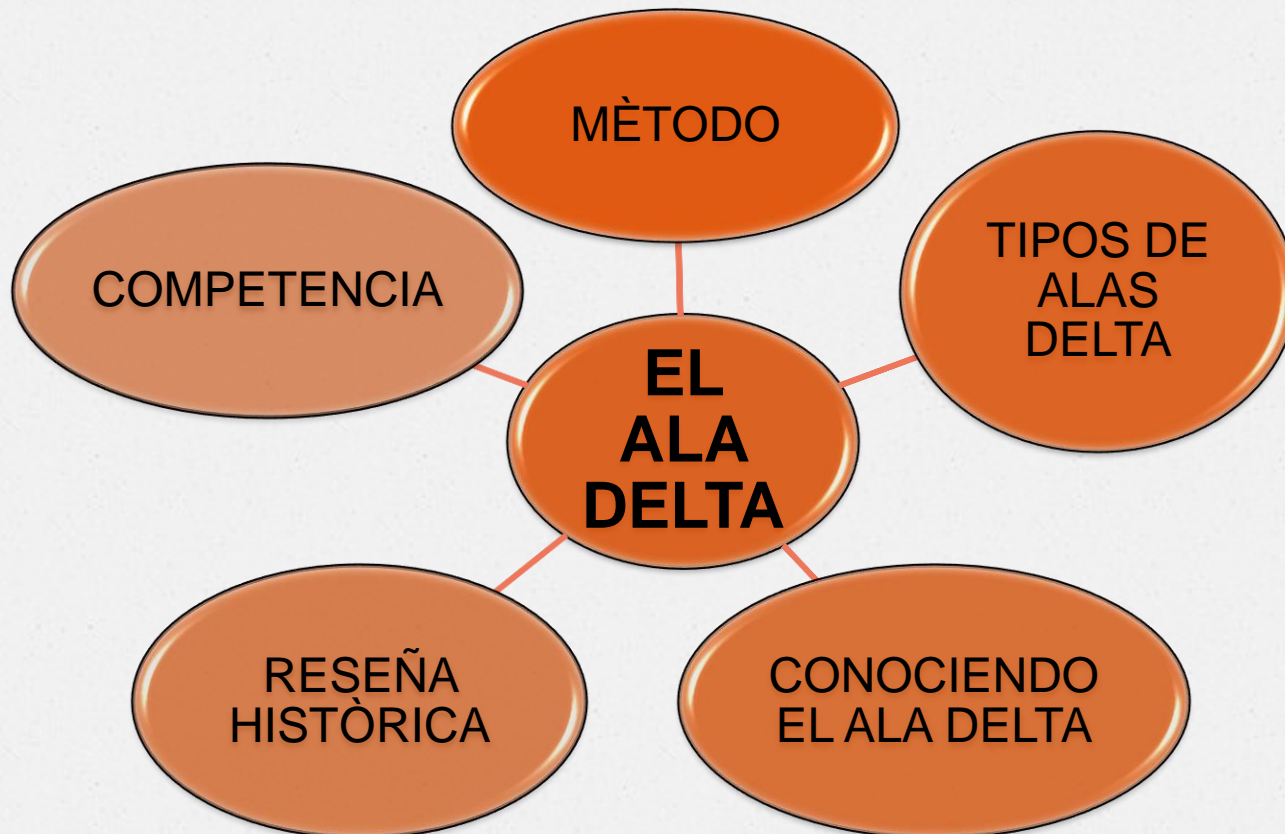 MÈTODO
TIPOS DE
ALAS
DELTA
COMPETENCIA
EL
ALA
DELTA
RESEÑA
HISTÒRICA
CONOCIENDO
EL ALA DELTA